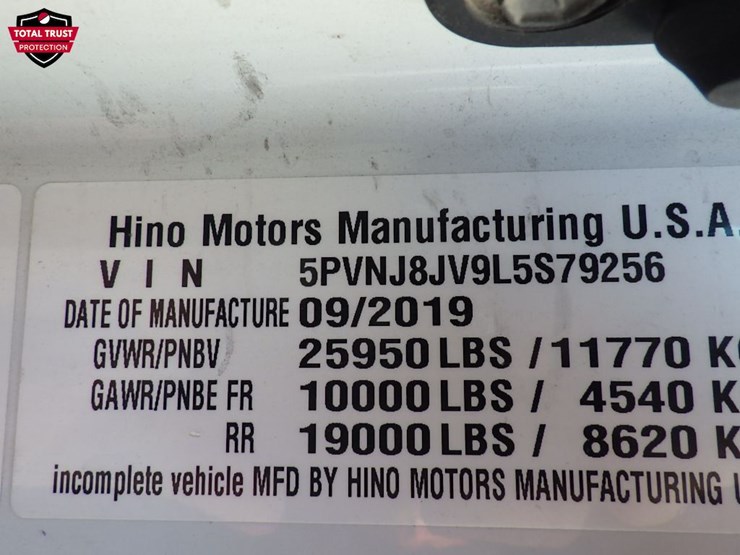 TOTAL TRUST
PROTECTION
Hino Motors Manufacturing U.S.A.
V I N 5PVNJ8JV9L5S79256
DATE OF MANUFACTURE 09/2019
GVWR/PNBV 25950 LBS / 11770 K
GAWR/PNBE FR 10000 LBS / 4540 K
RR 19000 LBS / 8620 K
incomplete vehicle MFD BY HINO MOTORS MANUFACTURING